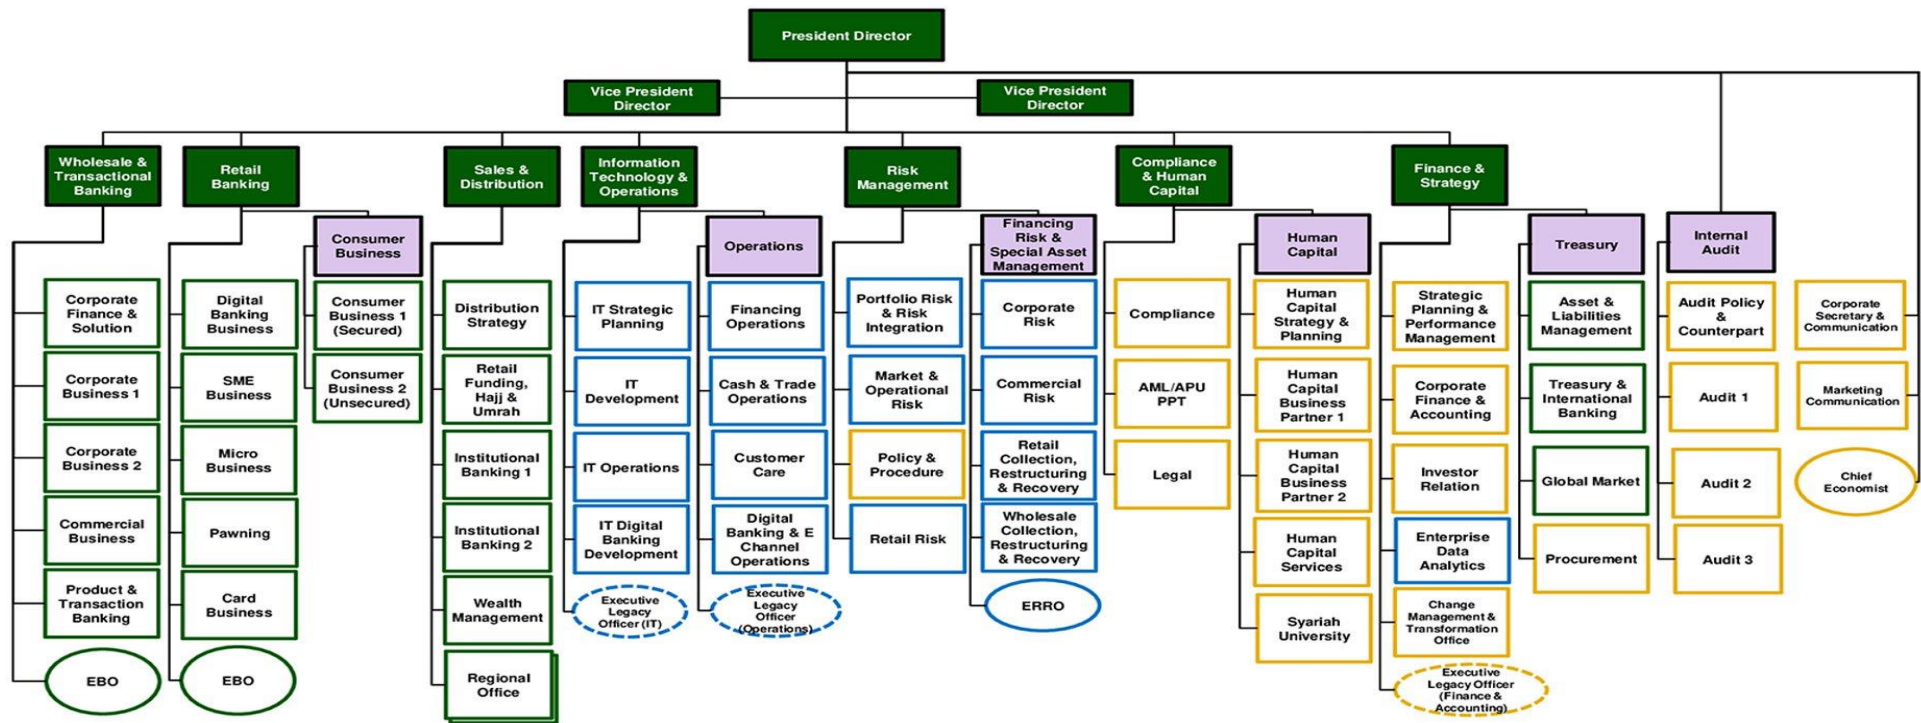 President Director
Vice President
Director
Vice President
Director
Wholesale &
Transactional
Banking
Retail
Banking
Sales &
Distribution
Information
Technology &
Operations
Risk
Management
Compliance
& Human
Capital
Finance &
Strategy
Consumer
Business
Operations
Financing
Risk &
Special Asset
Management
Human
Capital
Treasury
Internal
Audit
Corporate
Finance &
Solution
Corporate
Business 1
Corporate
Business 2
Commercial
Business
Product &
Transaction
Banking
EBO
Digital
Banking
Business
SME
Business
Micro
Business
Pawning
Card
Business
EBO
Consumer
Business 1
(Secured)
Consumer
Business 2
(Unsecured)
Distribution
Strategy
Retail
Funding,
Hajj &
Umrah
Institutional
Banking 1
Institutional
Banking 2
Wealth
Management
Regional
Office
IT Strategic
Planning
IT
Development
IT Operations
IT Digital
Banking
Development
Executive
Legacy
Officer (IT)
Financing
Operations
Cash & Trade
Operations
Customer
Care
Digital
Banking & E
Channel
Operations
Executive
Legacy
Officer
(Operations)
Portfolio Risk
& Risk
Integration
Market &
Operational
Risk
Policy &
Procedure
Retail Risk
Corporate
Risk
Commercial
Risk
Retail
Collection,
Restructuring
& Recovery
Wholesale
Collection,
Restructuring
& Recovery
ERRO
Compliance
AML/APU
PPT
Legal
Human
Capital
Strategy &
Planning
Human
Capital
Business
Partner 1
Human
Capital
Business
Partner 2
Human
Capital
Services
Syariah
University
Strategic
Planning &
Performance
Management
Corporate
Finance &
Accounting
Investor
Relation
Enterprise
Data
Analytics
Change
Management &
Transformation
Office
Executive
Legacy Officer
(Finance &
Accounting)
Asset &
Liabilities
Management
Treasury &
International
Banking
Global Market
Procurement
Audit Policy
&
Counterpart
Audit 1
Audit 2
Audit 3
Corporate
Secretary &
Communication
Marketing
Communication
Chief
Economist